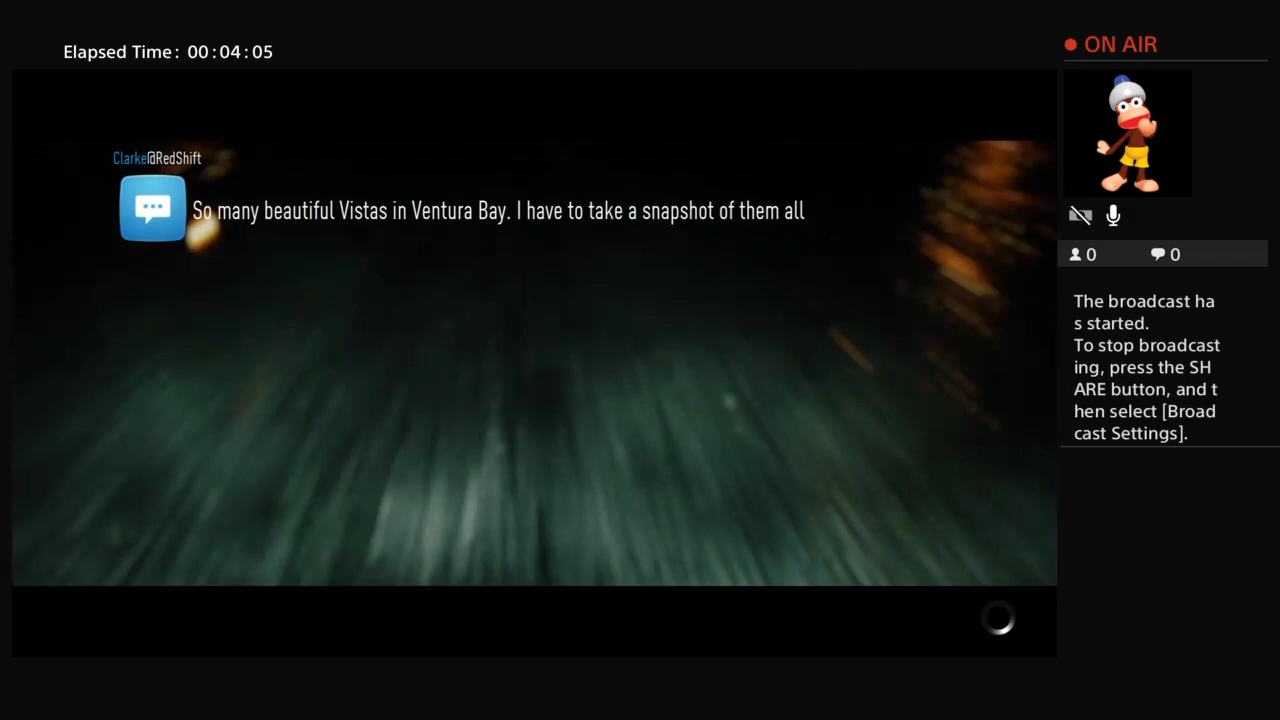 Elapsed Time: 00:04:05
ON AIR
Clarke@RedShift
So many beautiful Vistas in Ventura Bay. I have to take a snapshot of them all
0 0
The broadcast ha
s started.
To stop broadcast
ing, press the SH
ARE button, and t
hen select [Broad
cast Settings].